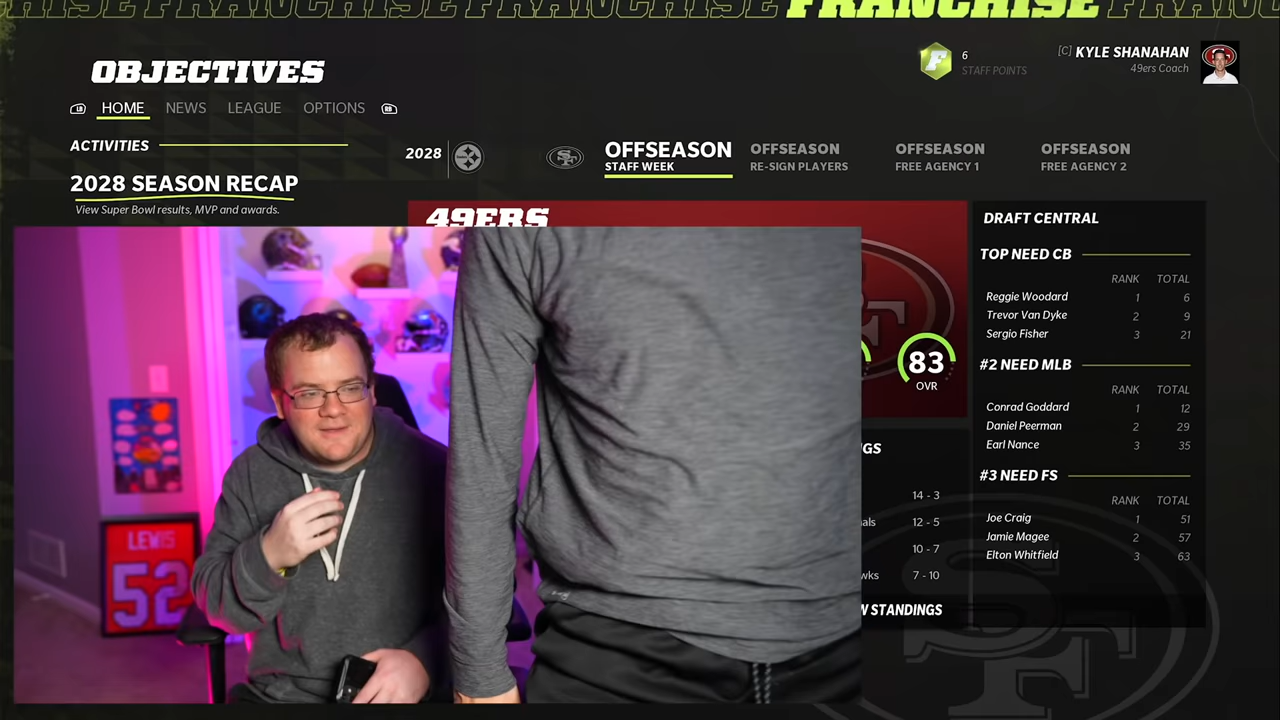 FRANCHISE FRANCHISE FRANCHISE
OBJECTIVES
6
STAFF POINTS
[C] KYLE SHANAHAN
49ers Coach
HOME NEWS LEAGUE OPTIONS
ACTIVITIES
2028 SEASON RECAP
View Super Bowl results, MVP and awards.
2028
OFFSEASON
STAFF WEEK
OFFSEASON
RE-SIGN PLAYERS
OFFSEASON
FREE AGENCY 1
OFFSEASON
FREE AGENCY 2
49ERS
83
OVR
14 - 3
12 - 5
10 - 7
7 - 10
STANDINGS
DRAFT CENTRAL
TOP NEED CB
RANK TOTAL
Reggie Woodard 1 6
Trevor Van Dyke 2 9
Sergio Fisher 3 21
#2 NEED MLB
RANK TOTAL
Conrad Goddard 1 12
Daniel Peerman 2 29
Earl Nance 3 35
#3 NEED FS
RANK TOTAL
Joe Craig 1 51
Jamie Magee 2 57
Elton Whitfield 3 63
LEWIS
52